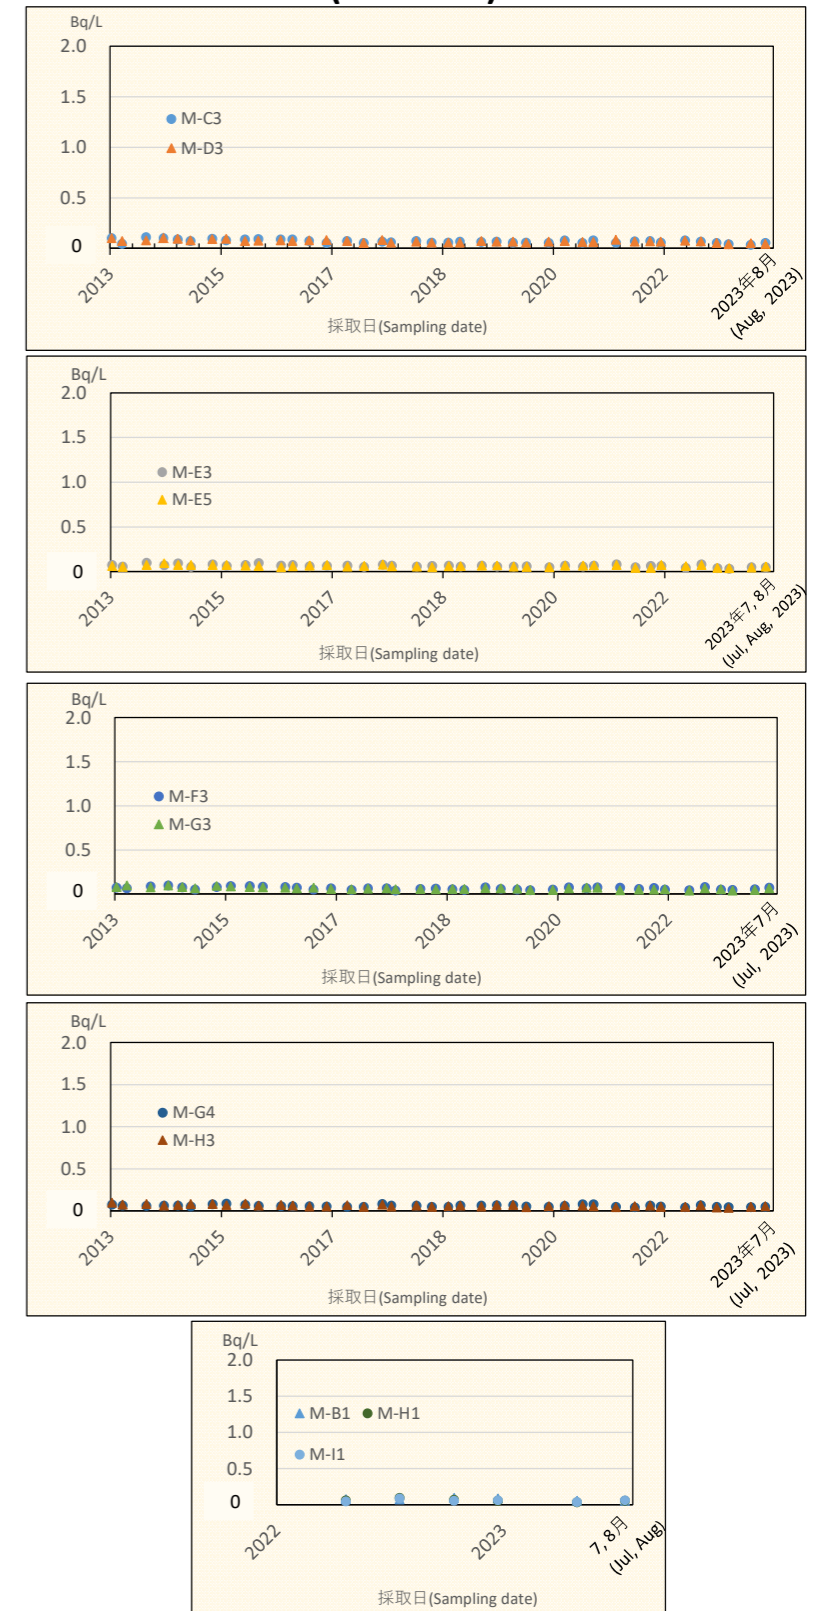 Bq/L
2.0
1.5
M-C3
1.0
M-D3
0.5
0
2013
2015
2017
2018
2020
2022
2023年8月
(Aug, 2023)
採取日(Sampling date)
Bq/L
2.0
1.5
M-E3
1.0
M-E5
0.5
0
2013
2015
2017
2018
2020
2022
2023年7, 8月
(Jul, Aug, 2023)
採取日(Sampling date)
Bq/L
2.0
1.5
M-F3
1.0
M-G3
0.5
0
2013
2015
2017
2018
2020
2022
2023年7月
(Jul, 2023)
採取日(Sampling date)
Bq/L
2.0
1.5
M-G4
1.0
M-H3
0.5
0
2013
2015
2017
2018
2020
2022
2023年7月
(Jul, 2023)
採取日(Sampling date)
Bq/L
2.0
1.5
M-B1 M-H1
1.0
M-I1
0.5
0
2022
2023
7, 8月
(Jul, Aug)
採取日(Sampling date)